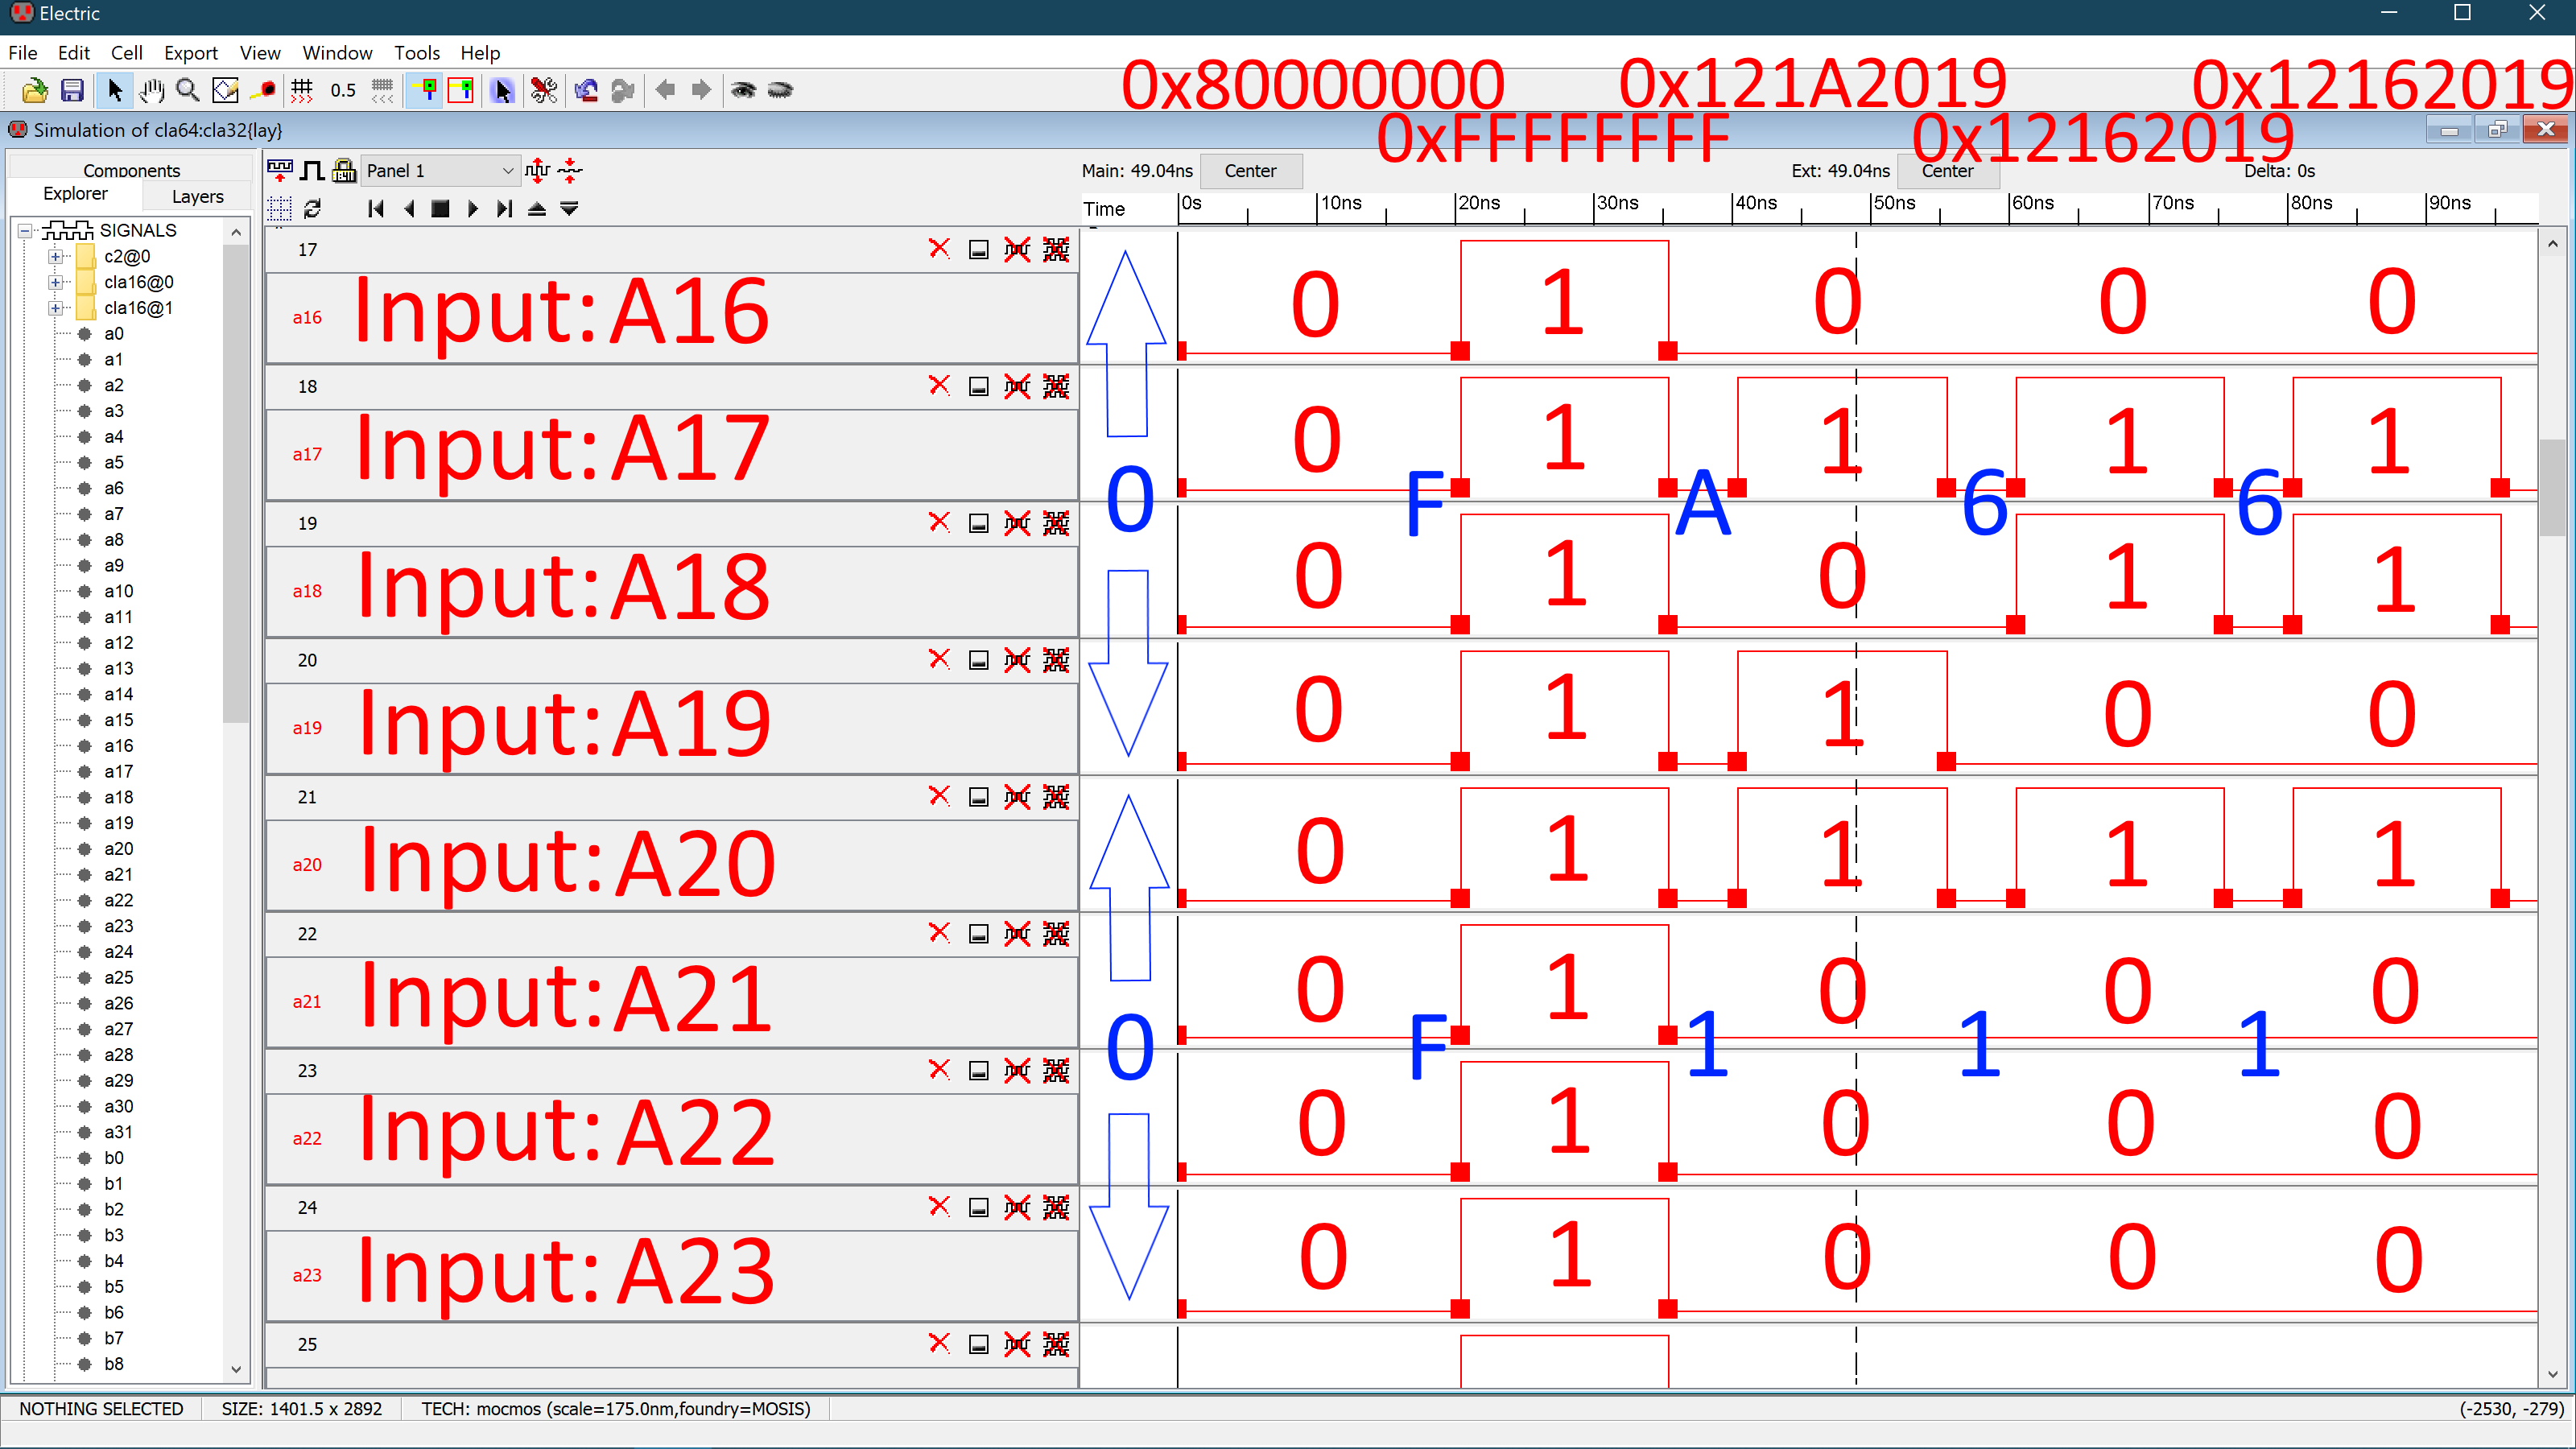 Electric
File Edit Cell Export View Window Tools Help
0x80000000 0x121A2019 0x12162019
0.5
0xFFFFFFFF 0x12162019
Simulation of cla64:cla32{lay}
Components
Explorer Layers
Panel 1
Main: 49.04ns Center Ext: 49.04ns Center Delta: 0s
Time 0s 10ns 20ns 30ns 40ns 50ns 60ns 70ns 80ns 90ns
SIGNALS
c2@0
cla16@0
cla16@1
a0
a1
a2
a3
a4
a5
a6
a7
a8
a9
a10
a11
a12
a13
a14
a15
a16
a17
a18
a19
a20
a21
a22
a23
a24
a25
a26
a27
a28
a29
a30
a31
b0
b1
b2
b3
b4
b5
b6
b7
b8
17
a16 Input: A16 0 1 0 0 0
18
a17 Input: A17 0 1 1 1 1
0 F A 6 6
19
a18 Input: A18 0 1 0 1 1
20
a19 Input: A19 0 1 1 0 0
21
a20 Input: A20 0 1 1 1 1
22
a21 Input: A21 0 1 0 0 0
0 F 1 1 1
23
a22 Input: A22 0 1 0 0 0
24
a23 Input: A23 0 1 0 0 0
25
NOTHING SELECTED SIZE: 1401.5 x 2892 TECH: mocmos (scale=175.0nm,foundry=MOSIS) (-2530, -279)